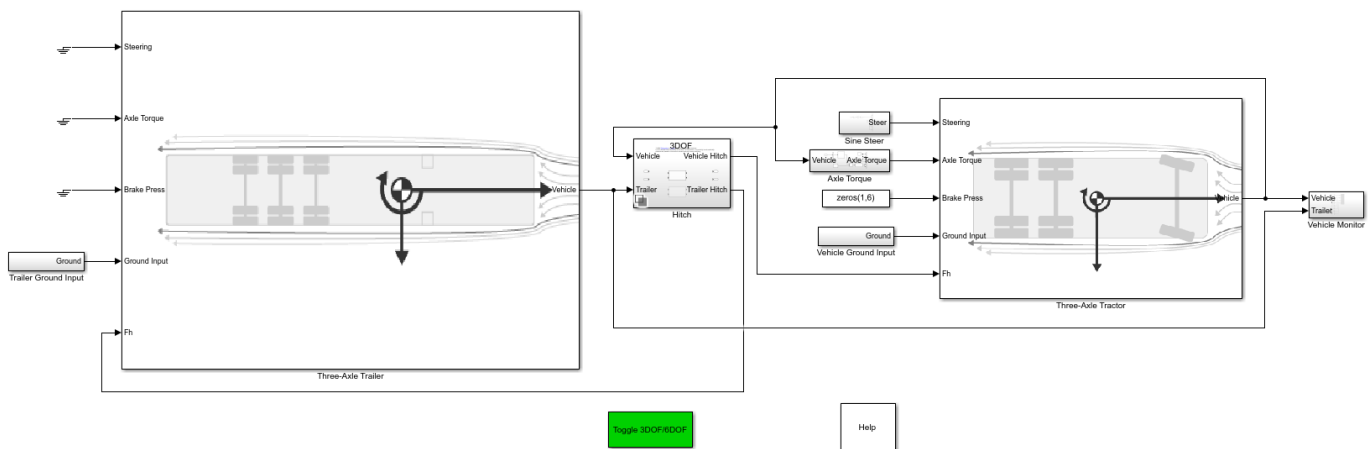 Steering
Axle Torque
Brake Press
Ground
Trailer Ground Input
Ground Input
Fh
Vehicle
Three-Axle Trailer
3DOF
Vehicle
Vehicle Hitch
Trailer
Trailer Hitch
Hitch
Steer
Sine Steer
Vehicle
Axle Torque
Axle Torque
zeros(1,6)
Ground
Vehicle Ground Input
Steering
Axle Torque
Brake Press
Ground Input
Fh
Vehicle
Three-Axle Tractor
Vehicle
Trailet
Vehicle Monitor
Toggle 3DOF/6DOF
Help